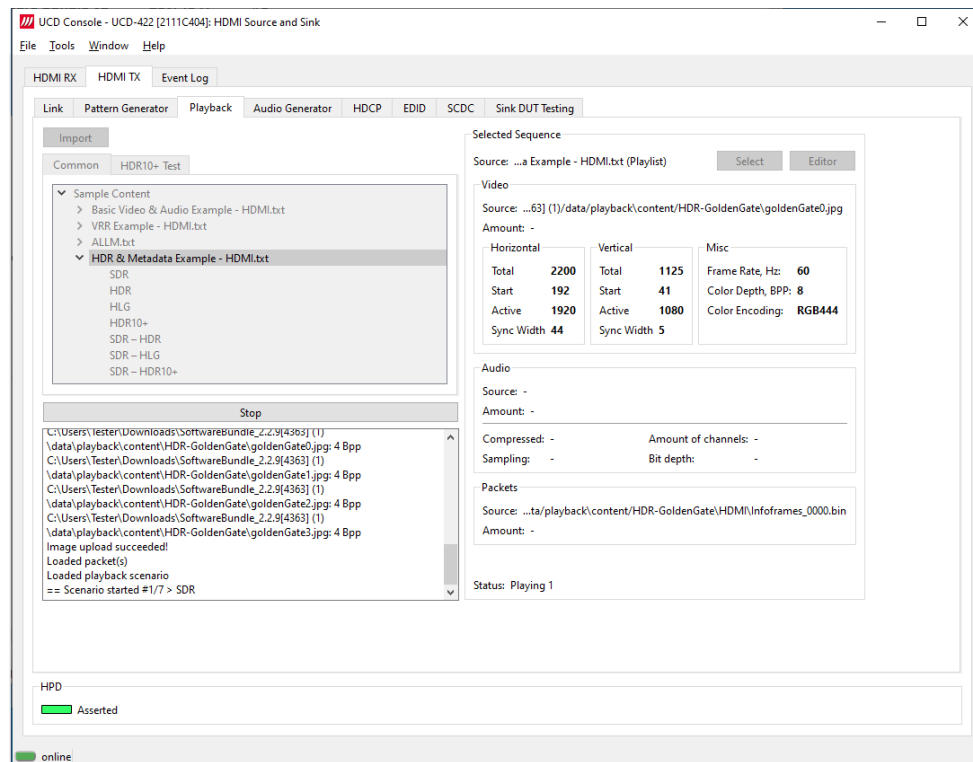 UCD Console - UCD-422 [2111C404]: HDMI Source and Sink
File Tools Window Help
HDMI RX HDMI TX Event Log
Link Pattern Generator Playback Audio Generator HDCP EDID SCDC Sink DUT Testing
Import
Common HDR10+ Test
Sample Content
Basic Video & Audio Example - HDMI.txt
VRR Example - HDMI.txt
ALLM.txt
HDR & Metadata Example - HDMI.txt
SDR
HDR
HLG
HDR10+
SDR – HDR
SDR – HLG
SDR – HDR10+
Stop
C:\Users\Tester\Downloads\SoftwareBundle_2.2.9[4363] (1)
\data\playback\content\HDR-GoldenGate\goldenGate0.jpg: 4 Bpp
C:\Users\Tester\Downloads\SoftwareBundle_2.2.9[4363] (1)
\data\playback\content\HDR-GoldenGate\goldenGate1.jpg: 4 Bpp
C:\Users\Tester\Downloads\SoftwareBundle_2.2.9[4363] (1)
\data\playback\content\HDR-GoldenGate\goldenGate2.jpg: 4 Bpp
C:\Users\Tester\Downloads\SoftwareBundle_2.2.9[4363] (1)
\data\playback\content\HDR-GoldenGate\goldenGate3.jpg: 4 Bpp
Image upload succeeded!
Loaded packet(s)
Loaded playback scenario
== Scenario started #1/7 > SDR
Selected Sequence
Source: ...a Example - HDMI.txt (Playlist) Select Editor
Video
Source: ...63] (1)/data/playback\content/HDR-GoldenGate\goldenGate0.jpg
Amount: -
Horizontal
Total 2200
Start 192
Active 1920
Sync Width 44
Vertical
Total 1125
Start 41
Active 1080
Sync Width 5
Misc
Frame Rate, Hz: 60
Color Depth, BPP: 8
Color Encoding: RGB444
Audio
Source: -
Amount: -
Compressed: - Amount of channels: -
Sampling: - Bit depth: -
Packets
Source: ...ta/playback\content/HDR-GoldenGate\HDMI\Infoframes_0000.bin
Amount: -
Status: Playing 1
HPD
Asserted
online